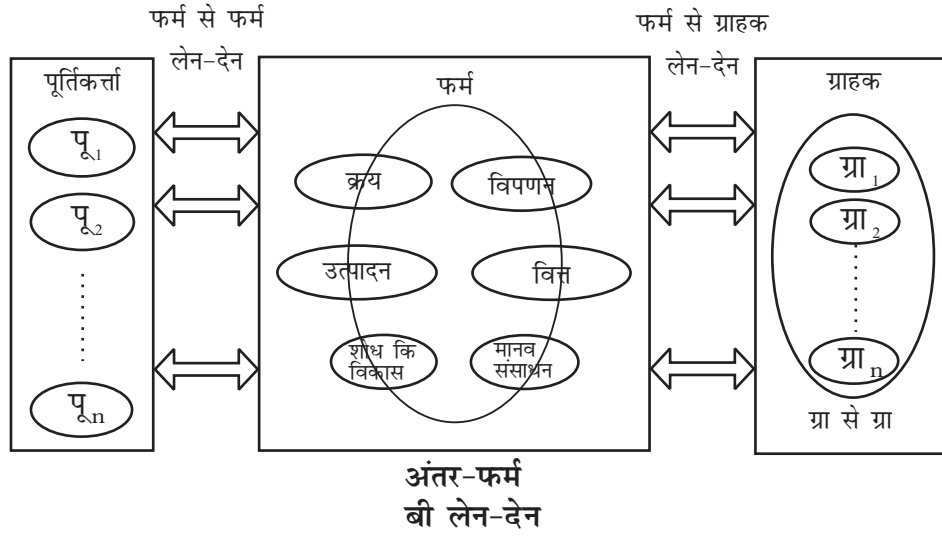 फर्म से फर्म
लेन-देन
फर्म से ग्राहक
लेन-देन
पूर्तिकर्त्ता
पू1
पू2
पूn
फर्म
क्रय
विपणन
उत्पादन
वित्त
शोध कि
विकास
मानव
संसाधन
ग्राहक
ग्रा1
ग्रा2
ग्राn
ग्रा से ग्रा
अंतर-फर्म
बी लेन-देन